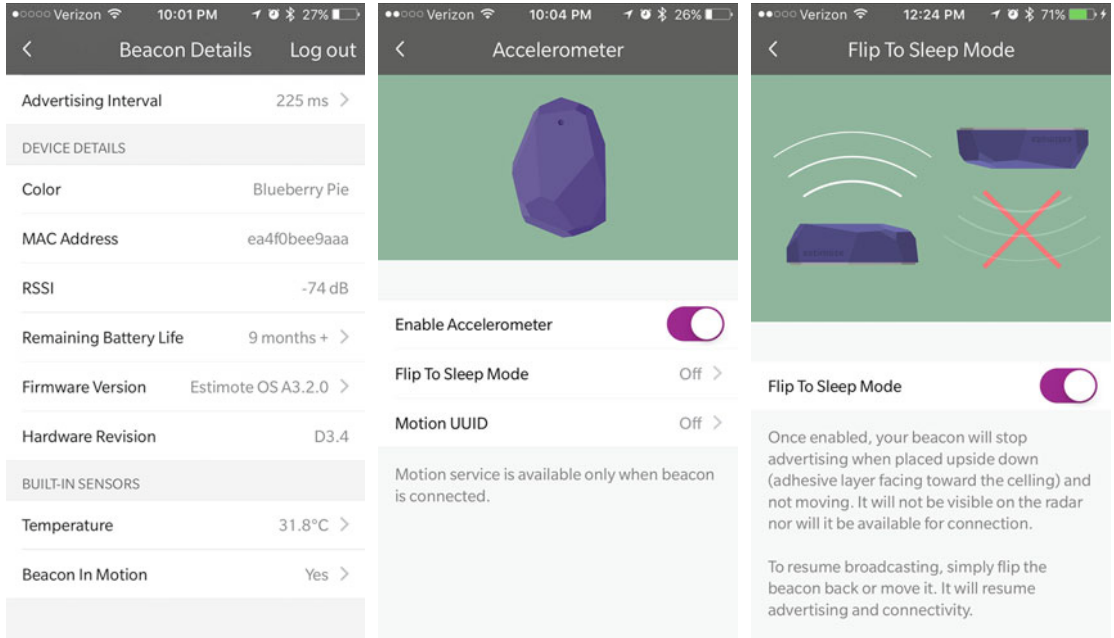 Verizon 10:01 PM 27%
Beacon Details Log out
Advertising Interval 225 ms
DEVICE DETAILS
Color Blueberry Pie
MAC Address ea4f0bee9aaa
RSSI -74 dB
Remaining Battery Life 9 months +
Firmware Version Estimote OS A3.2.0
Hardware Revision D3.4
BUILT-IN SENSORS
Temperature 31.8°C
Beacon In Motion Yes
Verizon 10:04 PM 26%
Accelerometer
Enable Accelerometer
Flip To Sleep Mode Off
Motion UUID Off
Motion service is available only when beacon
is connected.
Verizon 12:24 PM 71%
Flip To Sleep Mode
Flip To Sleep Mode
Once enabled, your beacon will stop
advertising when placed upside down
(adhesive layer facing toward the celling) and
not moving. It will not be visible on the radar
nor will it be available for connection.
To resume broadcasting, simply flip the
beacon back or move it. It will resume
advertising and connectivity.